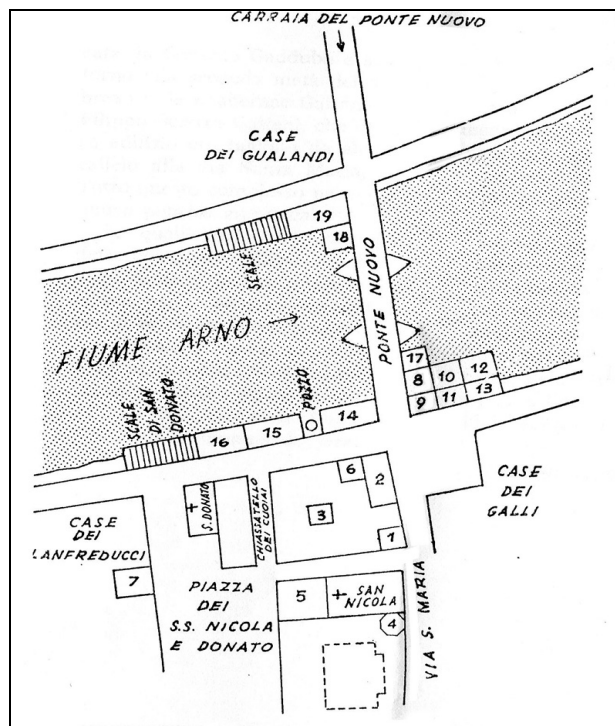 CARRAIA DEL PONTE NUOVO
CASE
DEI GUALANDI
19
18
SCALE
PONTE NUOVO
FIUME ARNO
SCALE
DI SAN
DONATO
POZZO
17
8
10
12
9
11
13
14
15
16
6
2
3
1
S. DONATO
CHIASSATELLO
DEI CUOIAI
CASE
DEI
GALLI
CASE
DEI
LANFREDUCCI
7
PIAZZA
DEI
S.S. NICOLA
E DONATO
5
SAN
NICOLA
4
VIA S. MARIA